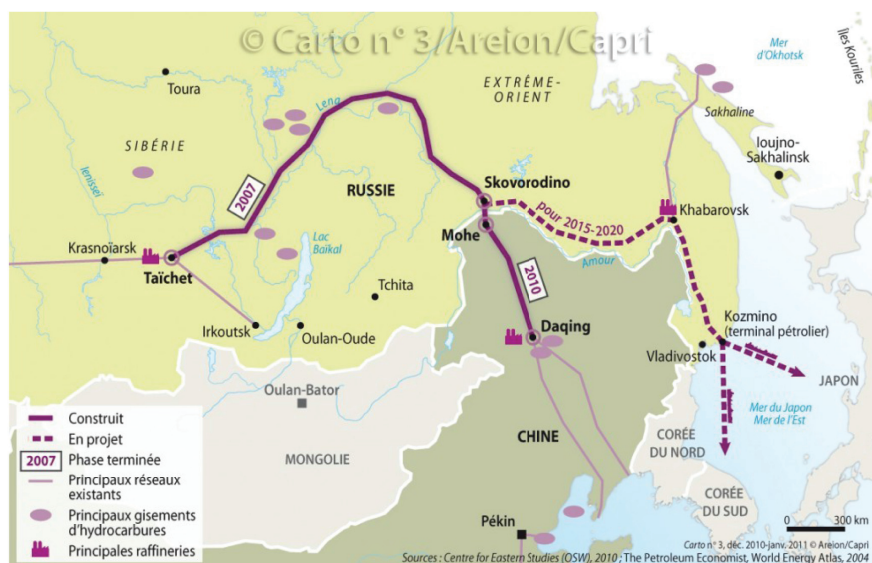 © Carto n° 3/Areion/Capri
Mer
d'Okhotsk
Îles Kouriles
Toura
Lena
EXTRÊME-
ORIENT
Sakhaline
SIBÉRIE
Ienisseï
Ioujno-
Sakhalinsk
2007
RUSSIE
Skovorodino
pour 2015-2020
Khabarovsk
Krasnoïarsk
Lac
Baïkal
Mohe
Amour
Taïchet
Tchita
2010
Irkoutsk
Oulan-Oude
Daqing
Kozmino
(terminal pétrolier)
Vladivostok
JAPON
Oulan-Bator
Mer du Japon
Mer de l'Est
Construit
En projet
2007 Phase terminée
Principaux réseaux
existants
Principaux gisements
d'hydrocarbures
Principales raffineries
MONGOLIE
CHINE
CORÉE
DU NORD
CORÉE
DU SUD
Pékin
0 300 km
Carto n° 3, déc. 2010-janv. 2011 © Areion/Capri
Sources : Centre for Eastern Studies (OSW), 2010 ; The Petroleum Economist, World Energy Atlas, 2004